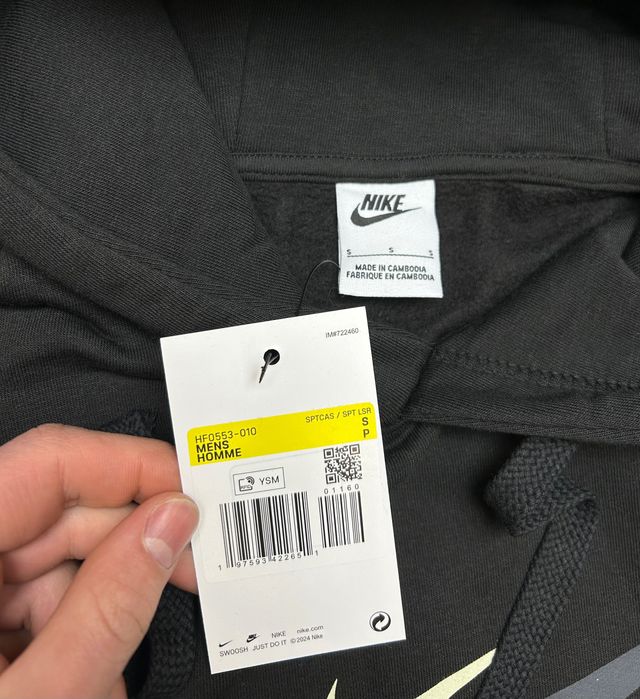 NIKE
S S S
MADE IN CAMBODIA
FABRIQUE EN CAMBODIA
IM#722460
SPTCAS / SPT LSR
HF0553-010
S
MENS
P
HOMME
YSM
01160
1 97593 42265 1
NIKE nike.com
SWOOSH JUST DO IT ©2024 Nike